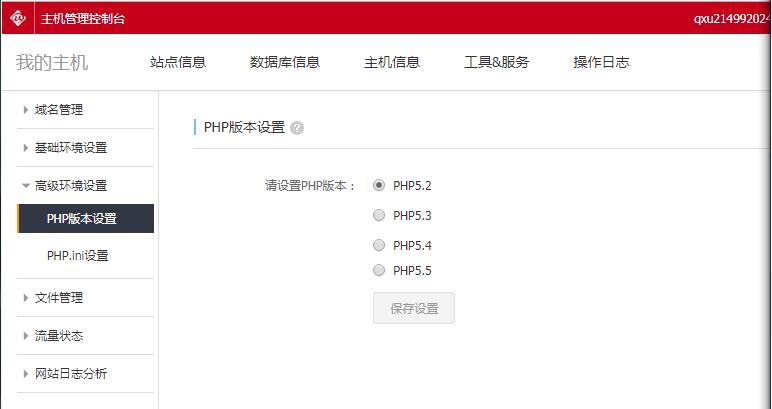 主机管理控制台
qxu214992024
我的主机
站点信息
数据库信息
主机信息
工具&服务
操作日志
域名管理
基础环境设置
高级环境设置
PHP版本设置
PHP.ini设置
文件管理
流量状态
网站日志分析
PHP版本设置 ?
请设置PHP版本：
PHP5.2
PHP5.3
PHP5.4
PHP5.5
保存设置